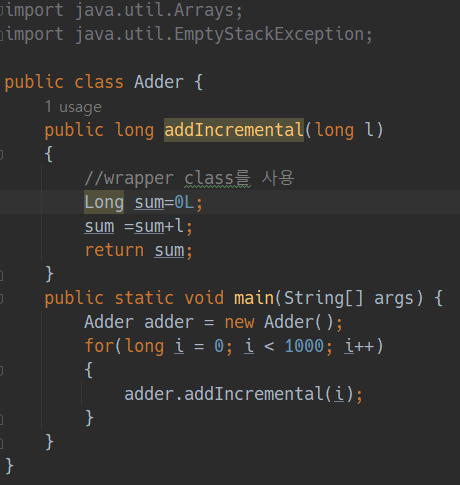 import java.util.Arrays;
import java.util.EmptyStackException;
public class Adder {
1 usage
public long addIncremental(long l)
{
//wrapper class를 사용
Long sum=0L;
sum =sum+l;
return sum;
}
public static void main(String[] args) {
Adder adder = new Adder();
for(long i = 0; i < 1000; i++)
{
adder.addIncremental(i);
}
}
}